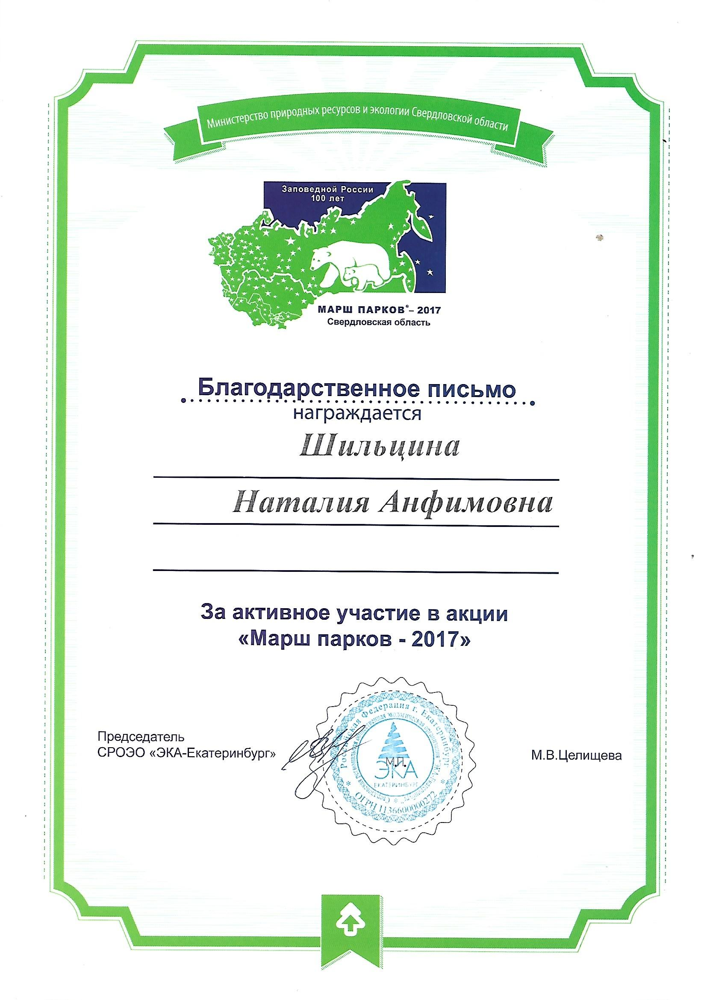 Министерство природных ресурсов и экологии Свердловской области
Заповедной России
100 лет
МАРШ ПАРКОВ®– 2017
Свердловская область
Благодарственное письмо
награждается
Шильцина
Наталия Анфимовна
За активное участие в акции
«Марш парков - 2017»
Председатель
СРОЭО «ЭКА-Екатеринбург»
М.В.Целищева
Российская Федерация г. Екатеринбург
Свердловская региональная общественная экологическая организация "ЭКА-Екатеринбург"
М.П.
ЭКА
ЕКАТЕРИНБУРГ
ОГРН 1136600000272